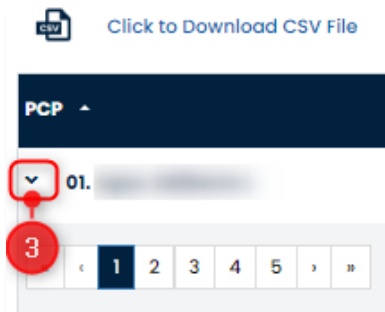 CSV
Click to Download CSV File
PCP
01.
3
« ‹ 1 2 3 4 5 › »